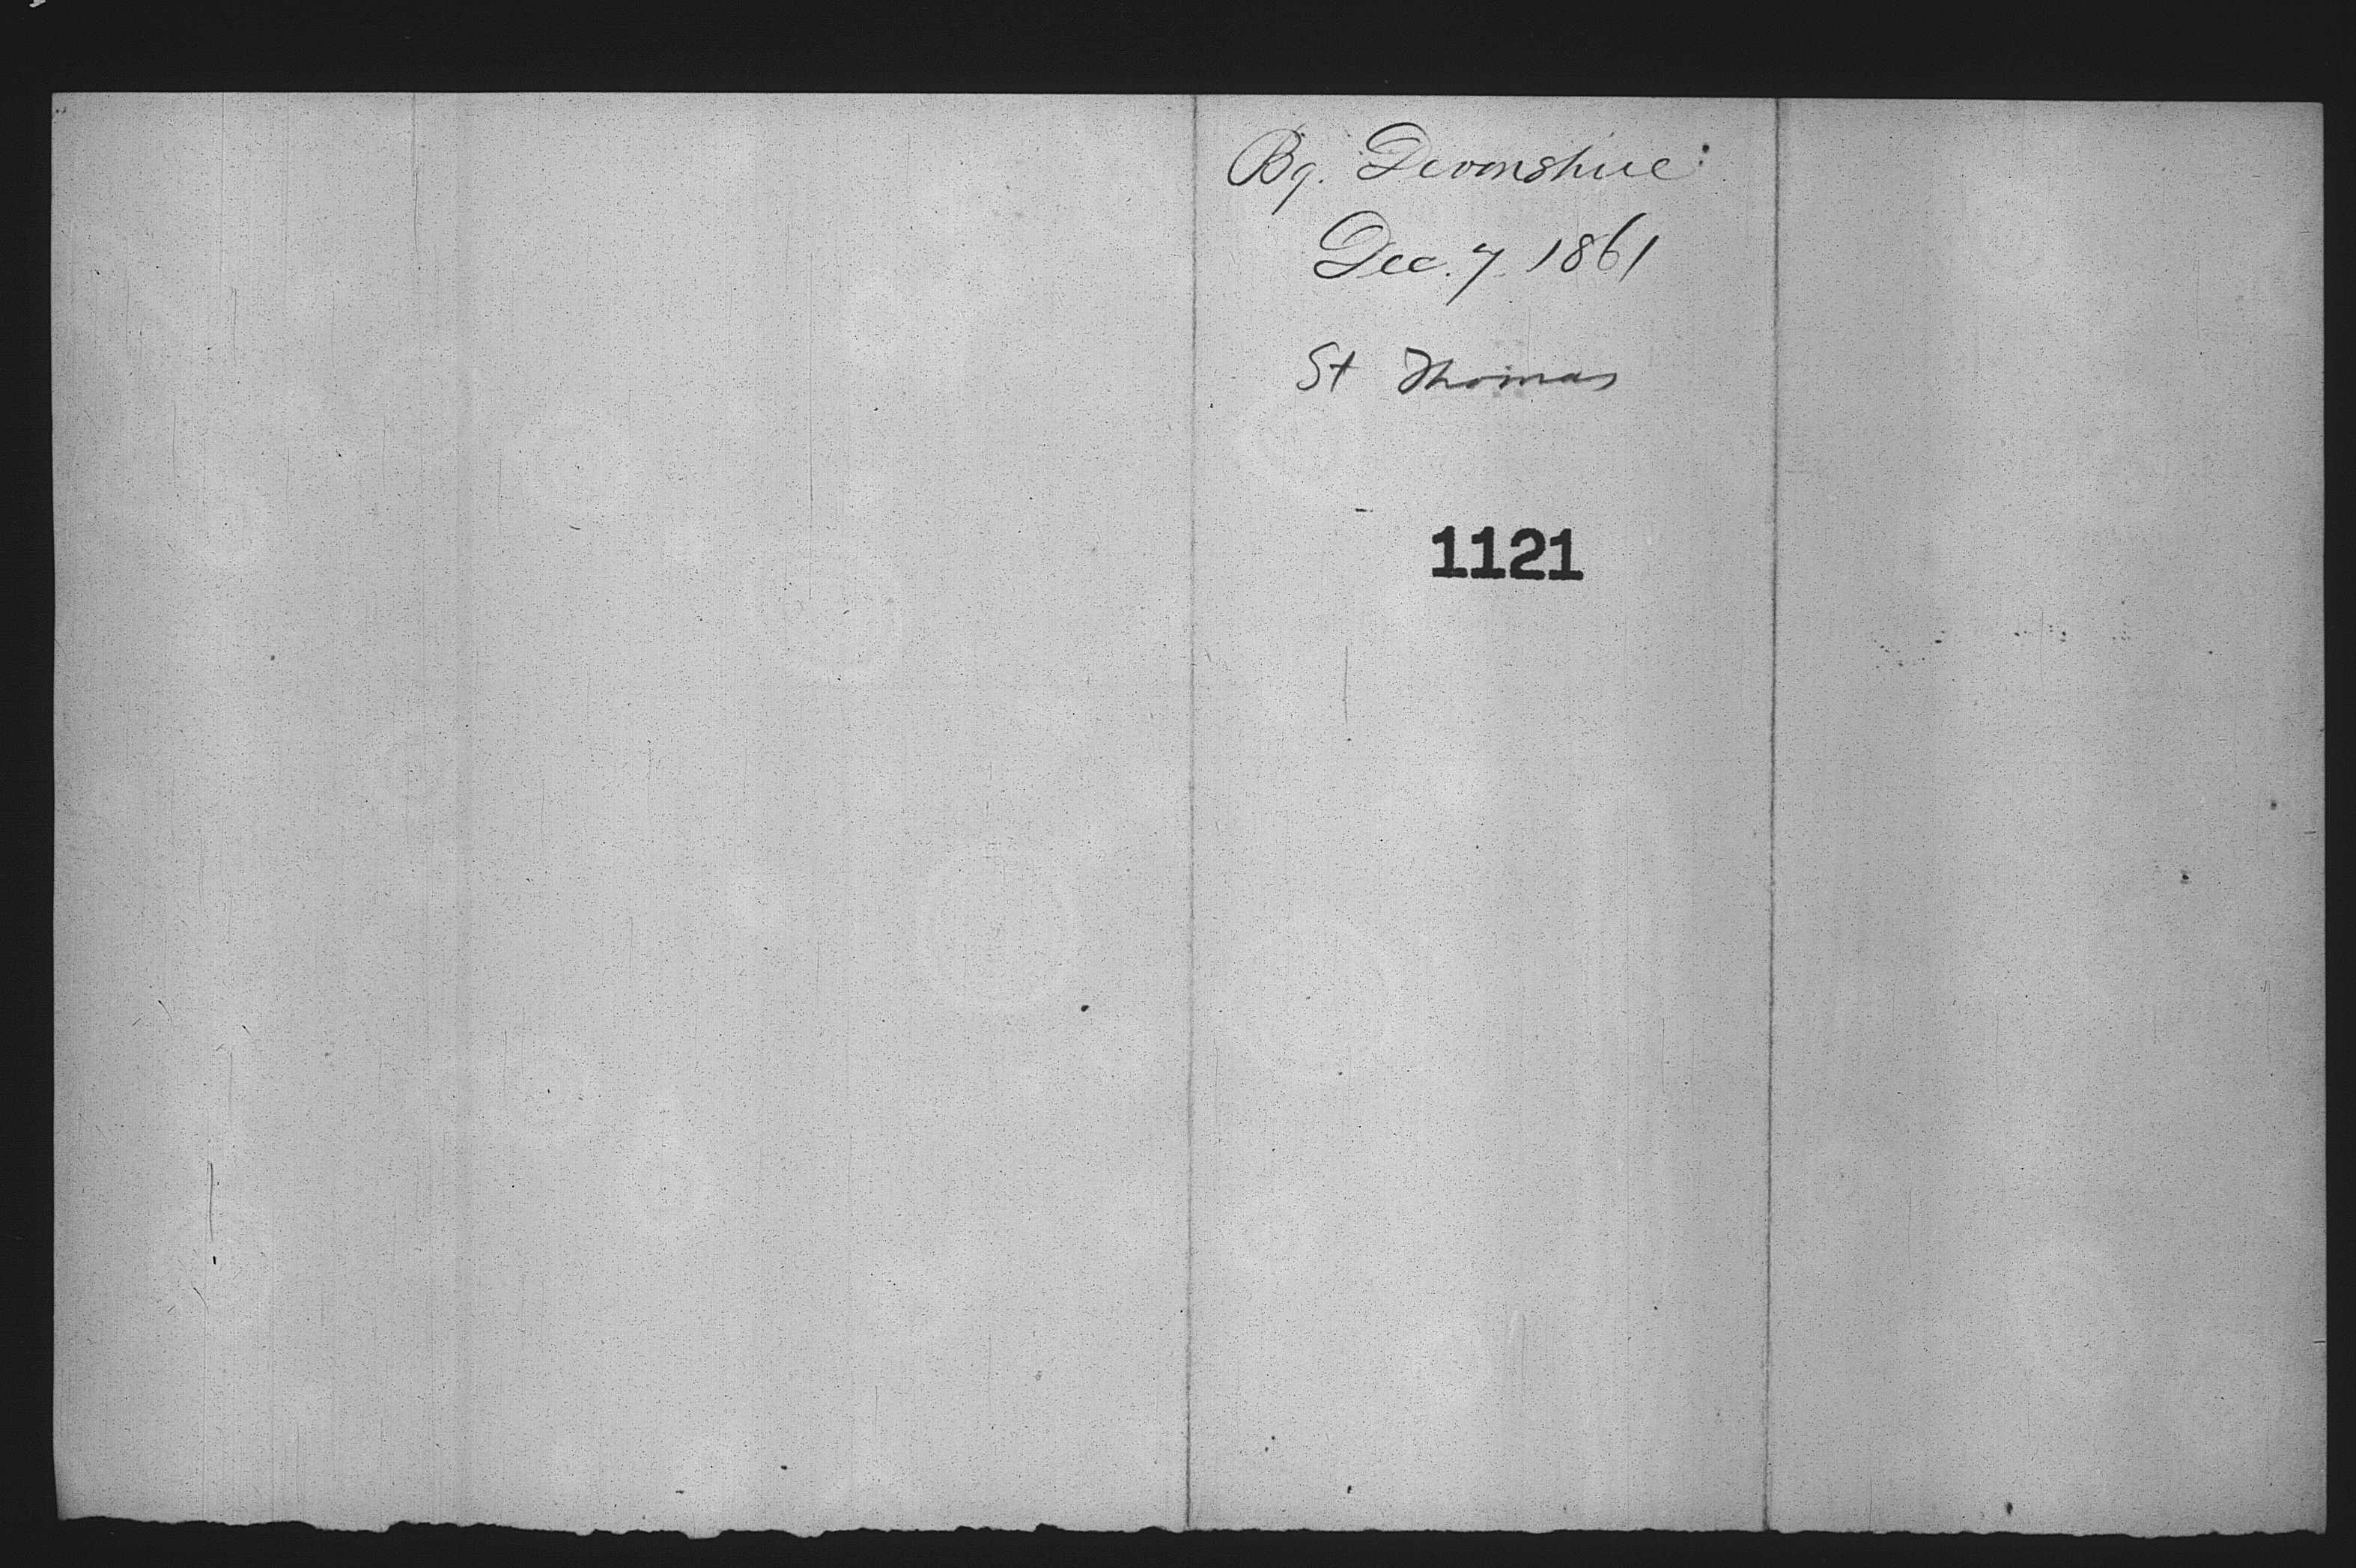 Bg. Devonshire
Dec. 7. 1861
St Thomas
1121